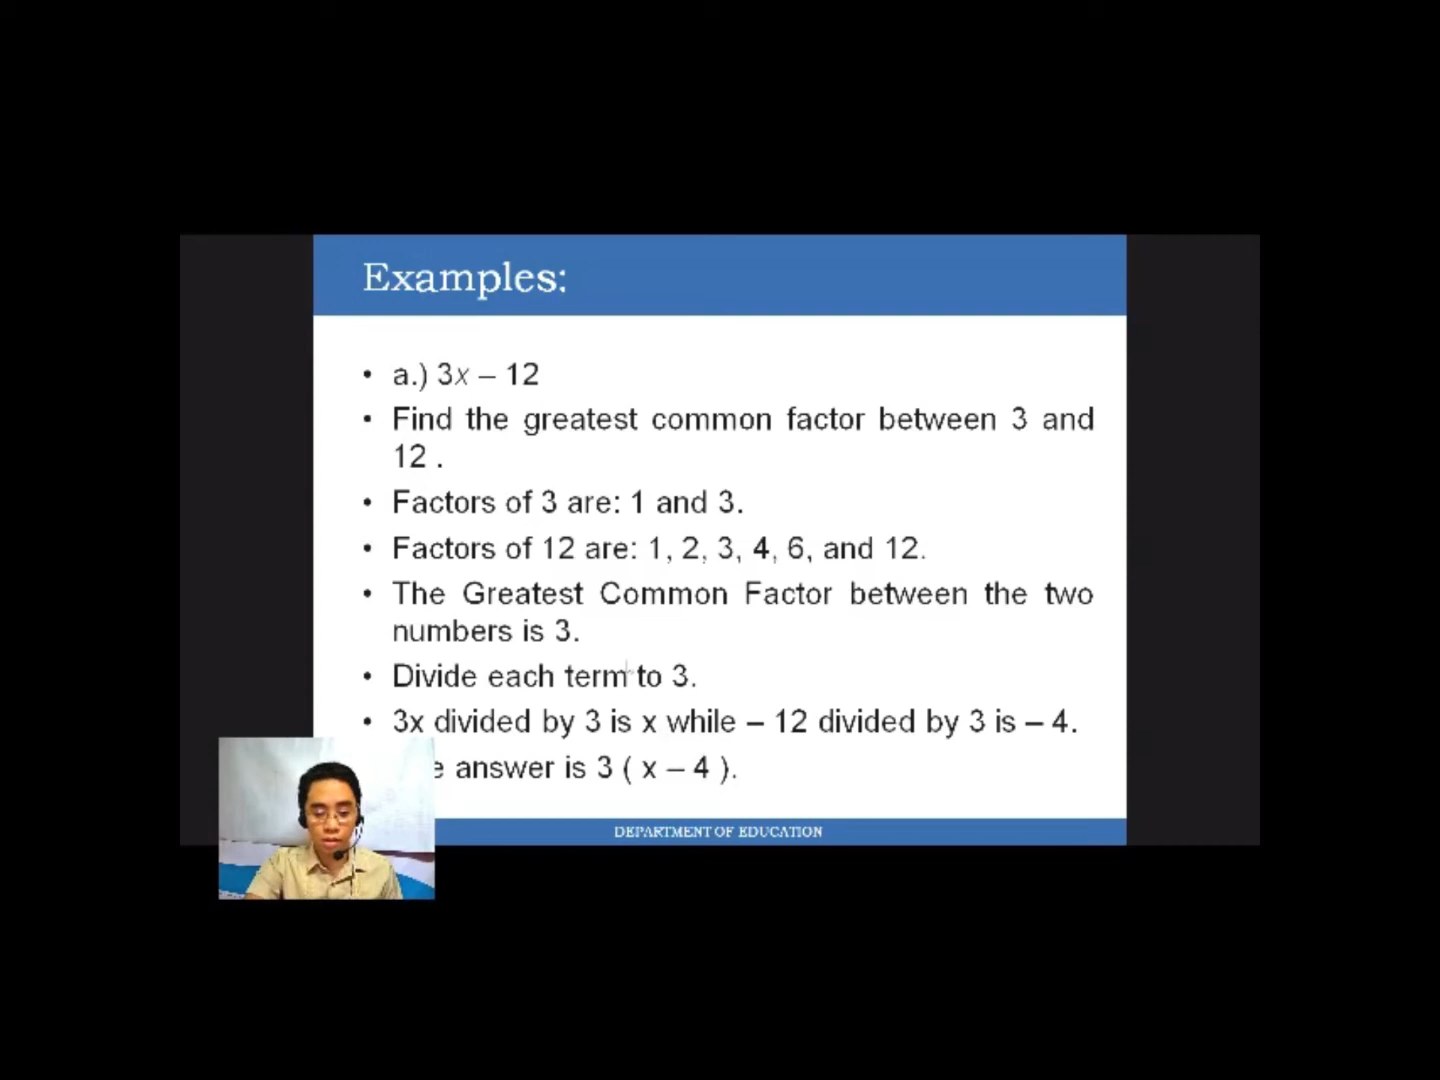 Examples:
• a.) 3x – 12
• Find the greatest common factor between 3 and
12 .
• Factors of 3 are: 1 and 3.
• Factors of 12 are: 1, 2, 3, 4, 6, and 12.
• The Greatest Common Factor between the two
numbers is 3.
• Divide each term to 3.
• 3x divided by 3 is x while – 12 divided by 3 is – 4.
answer is 3 ( x – 4 ).
DEPARTMENT OF EDUCATION